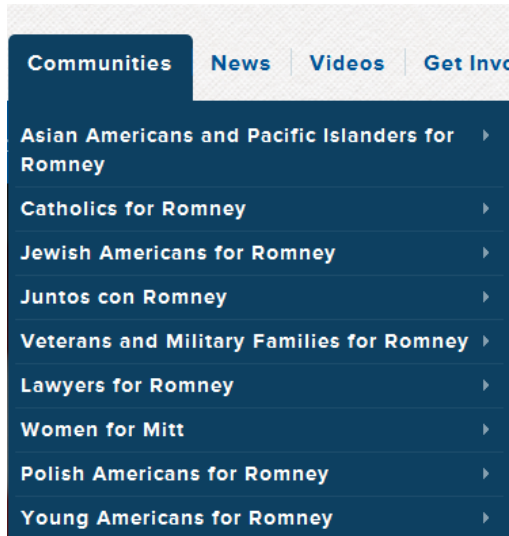 Communities News Videos Get Invo
Asian Americans and Pacific Islanders for
Romney
Catholics for Romney
Jewish Americans for Romney
Juntos con Romney
Veterans and Military Families for Romney
Lawyers for Romney
Women for Mitt
Polish Americans for Romney
Young Americans for Romney